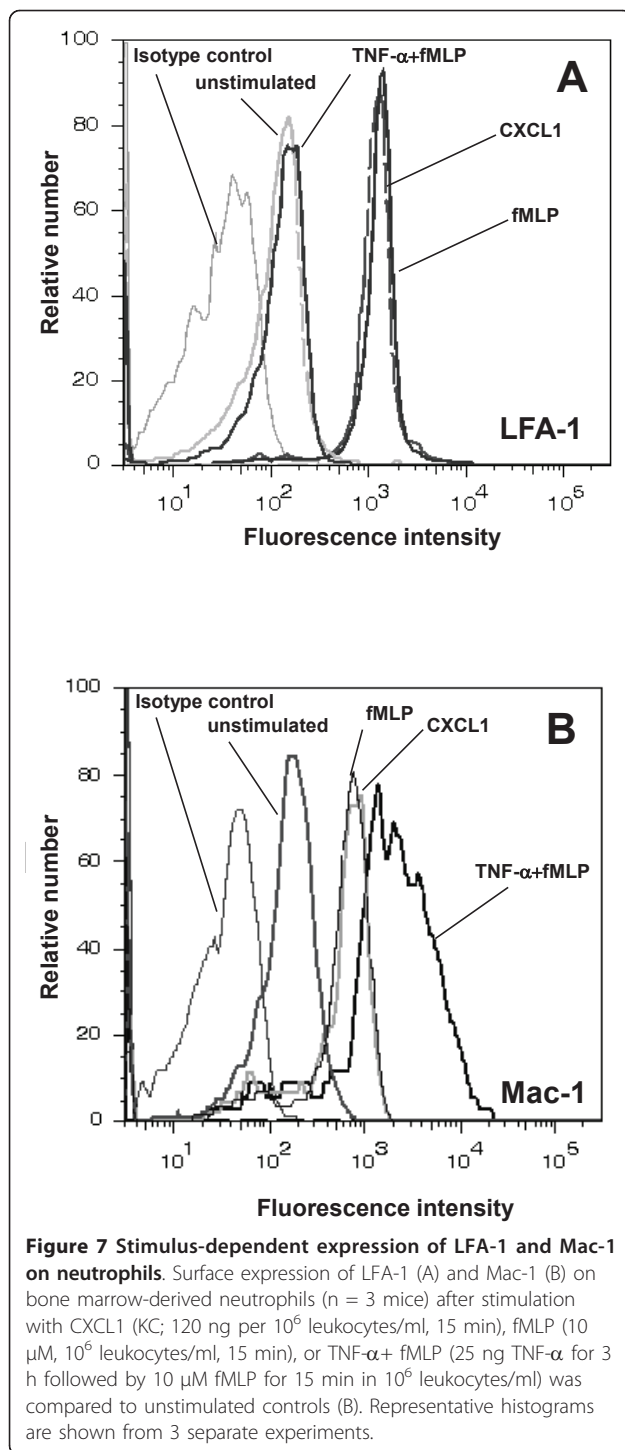 100
80
60
40
20
0
Relative number
Isotype control
unstimulated
TNF-α+fMLP
A
CXCL1
fMLP
LFA-1
10¹ 10² 10³ 10⁴ 10⁵
Fluorescence intensity
100
80
60
40
20
0
Relative number
Isotype control
unstimulated
fMLP
CXCL1
B
TNF-α+fMLP
Mac-1
10¹ 10² 10³ 10⁴ 10⁵
Fluorescence intensity
Figure 7 Stimulus-dependent expression of LFA-1 and Mac-1
on neutrophils. Surface expression of LFA-1 (A) and Mac-1 (B) on
bone marrow-derived neutrophils (n = 3 mice) after stimulation
with CXCL1 (KC; 120 ng per 10⁶ leukocytes/ml, 15 min), fMLP (10
μM, 10⁶ leukocytes/ml, 15 min), or TNF-α+ fMLP (25 ng TNF-α for 3
h followed by 10 μM fMLP for 15 min in 10⁶ leukocytes/ml) was
compared to unstimulated controls (B). Representative histograms
are shown from 3 separate experiments.